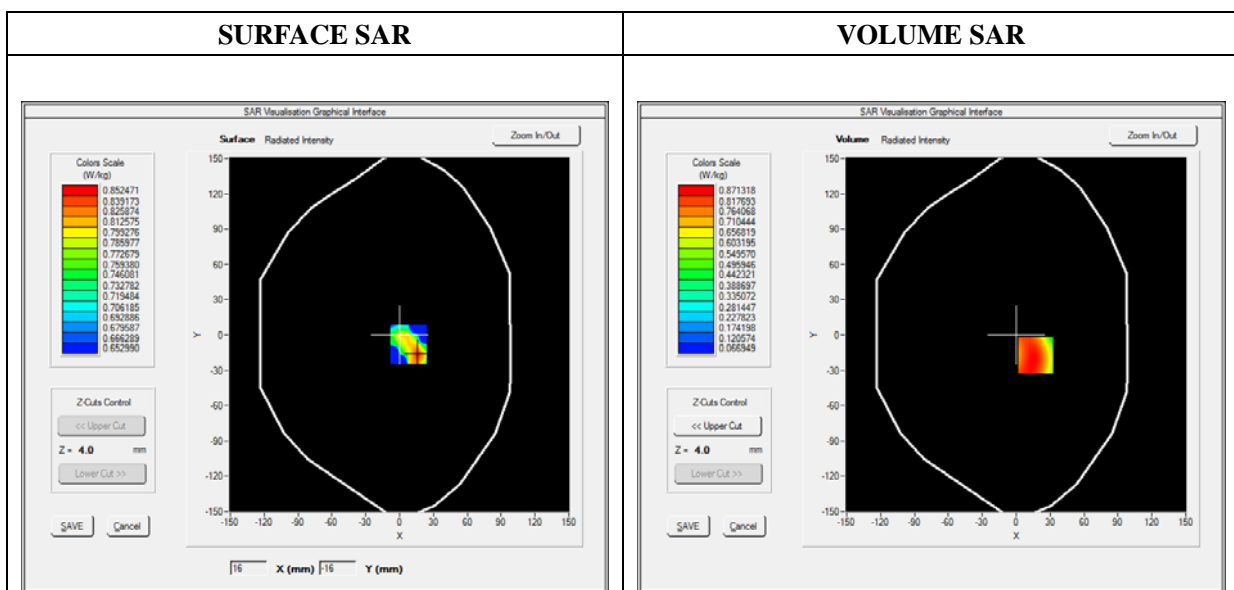 SURFACE SAR
VOLUME SAR
SAR Visualisation Graphical Interface
Surface Radiated Intensity
Zoom In/Out
Colors Scale
(W/kg)
0.852471
0.839173
0.825874
0.812575
0.799276
0.785977
0.772679
0.759380
0.746081
0.732782
0.719484
0.706185
0.692886
0.679587
0.666289
0.652990
Z-Cuts Control
<< Upper Cut
Z = 4.0 mm
Lower Cut >>
SAVE Cancel
150
120
90
60
30
0
-30
-60
-90
-120
-150
Y
-150 -120 -90 -60 -30 0 30 60 90 120 150
X
16 X (mm) -16 Y (mm)
SAR Visualisation Graphical Interface
Volume Radiated Intensity
Zoom In/Out
Colors Scale
(W/kg)
0.871318
0.817693
0.764068
0.710444
0.656819
0.603195
0.549570
0.495946
0.442321
0.388697
0.335072
0.281447
0.227823
0.174198
0.120574
0.066949
Z-Cuts Control
<< Upper Cut
Z = 4.0 mm
Lower Cut >>
SAVE Cancel
150
120
90
60
30
0
-30
-60
-90
-120
-150
Y
-150 -120 -90 -60 -30 0 30 60 90 120 150
X